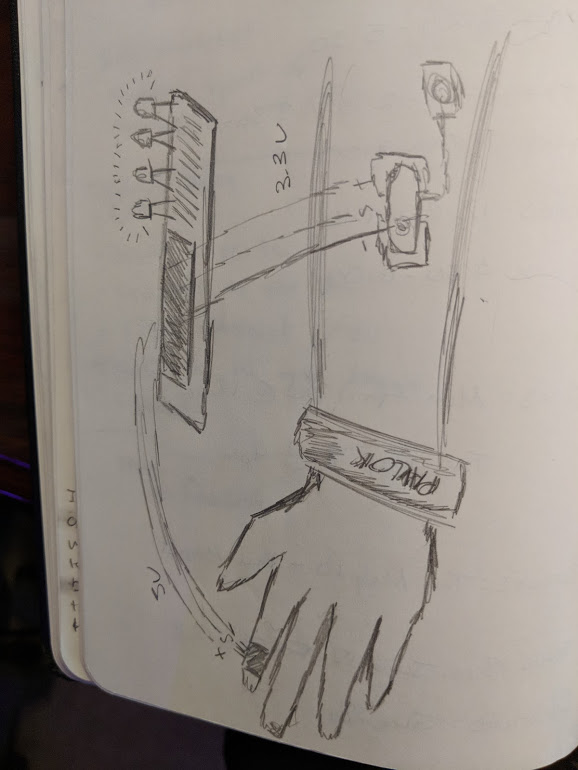 3.3V
+ S -
PAVLOK
5V
+ S -